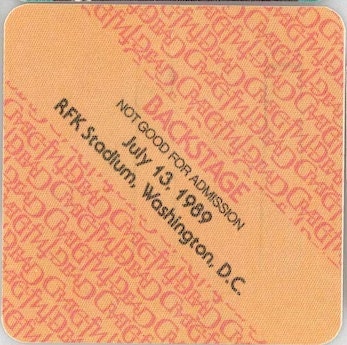 BACKSTAGE
NOT GOOD FOR ADMISSION
July 13, 1989
RFK Stadium, Washington, D.C.